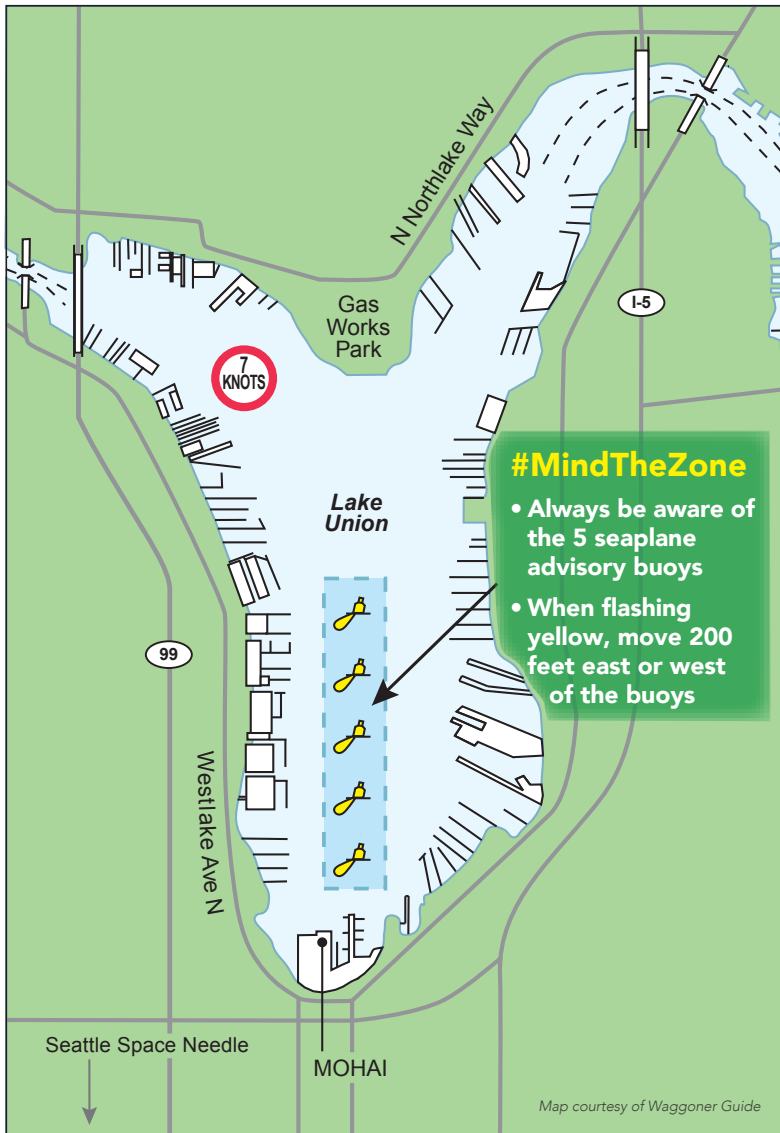 N Northlake Way
Gas
Works
Park
I-5
7
KNOTS
#MindTheZone
• Always be aware of
the 5 seaplane
advisory buoys
• When flashing
yellow, move 200
feet east or west
of the buoys
Lake
Union
99
Westlake Ave N
Seattle Space Needle
MOHAI
Map courtesy of Waggoner Guide